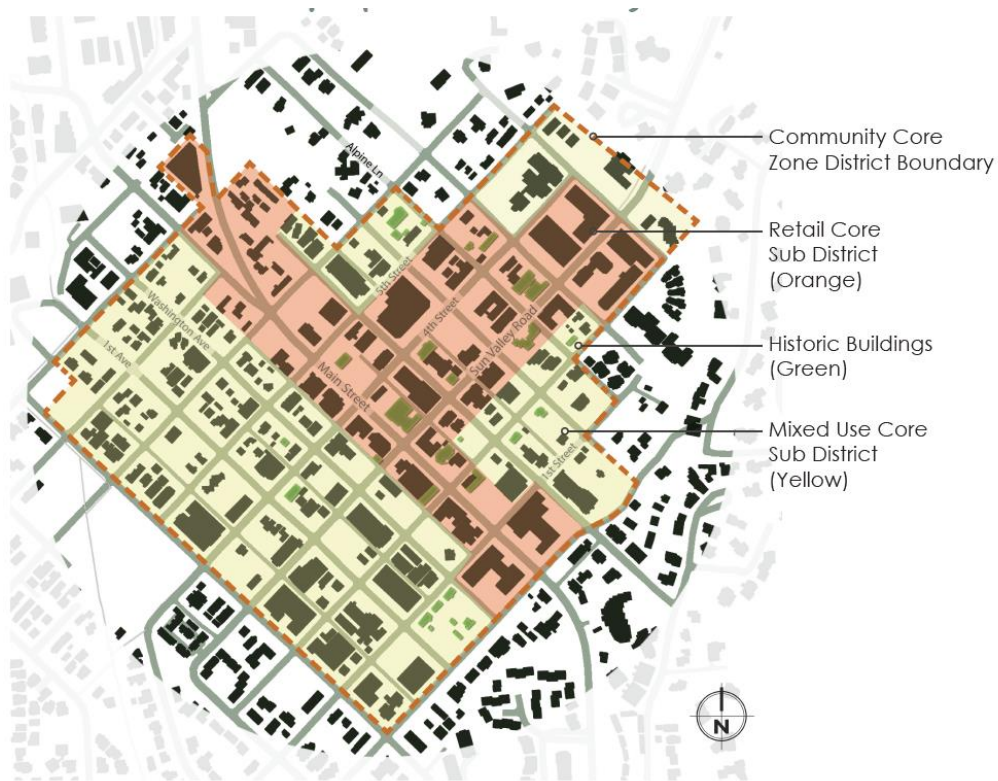 Community Core
Zone District Boundary
Retail Core
Sub District
(Orange)
Historic Buildings
(Green)
Mixed Use Core
Sub District
(Yellow)
Alpine Ln
5th Street
4th Street
Sun Valley Road
Washington Ave
1st Ave
Main Street
1st Street
N